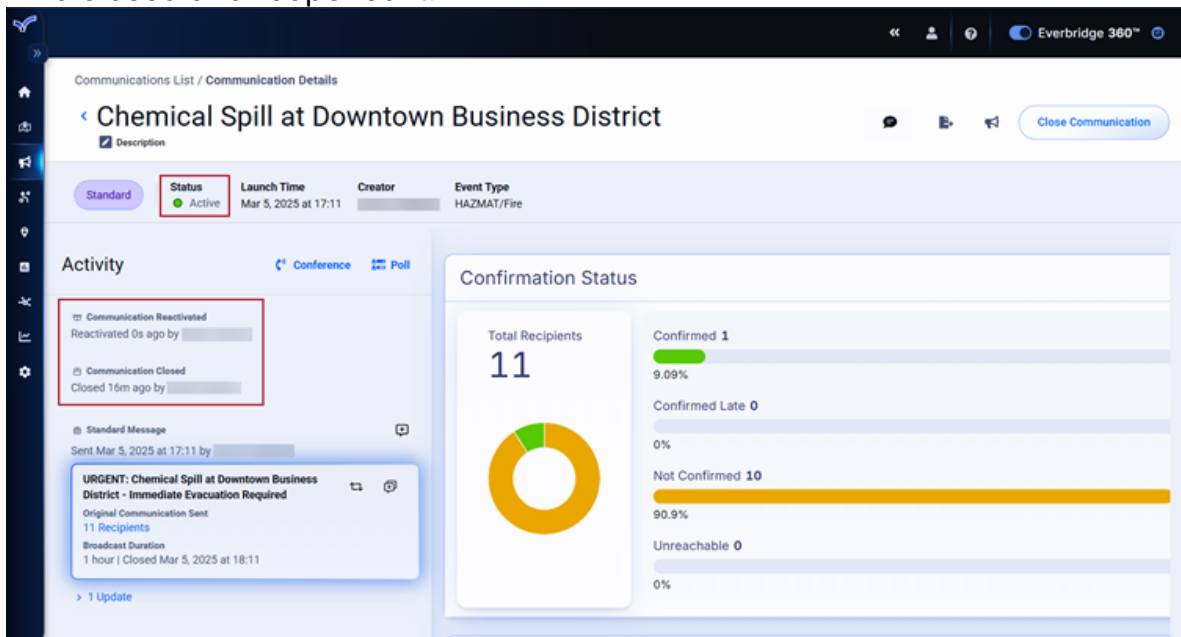 Everbridge 360™
Communications List / Communication Details
Chemical Spill at Downtown Business District
Description
Close Communication
Standard
Status
Active
Launch Time
Mar 5, 2025 at 17:11
Creator
Event Type
HAZMAT/Fire
Activity
Conference
Poll
Communication Reactivated
Reactivated 0s ago by
Communication Closed
Closed 16m ago by
Standard Message
Sent Mar 5, 2025 at 17:11 by
URGENT: Chemical Spill at Downtown Business
District - Immediate Evacuation Required
Original Communication Sent
11 Recipients
Broadcast Duration
1 hour | Closed Mar 5, 2025 at 18:11
> 1 Update
Confirmation Status
Total Recipients
11
Confirmed 1
9.09%
Confirmed Late 0
0%
Not Confirmed 10
90.9%
Unreachable 0
0%